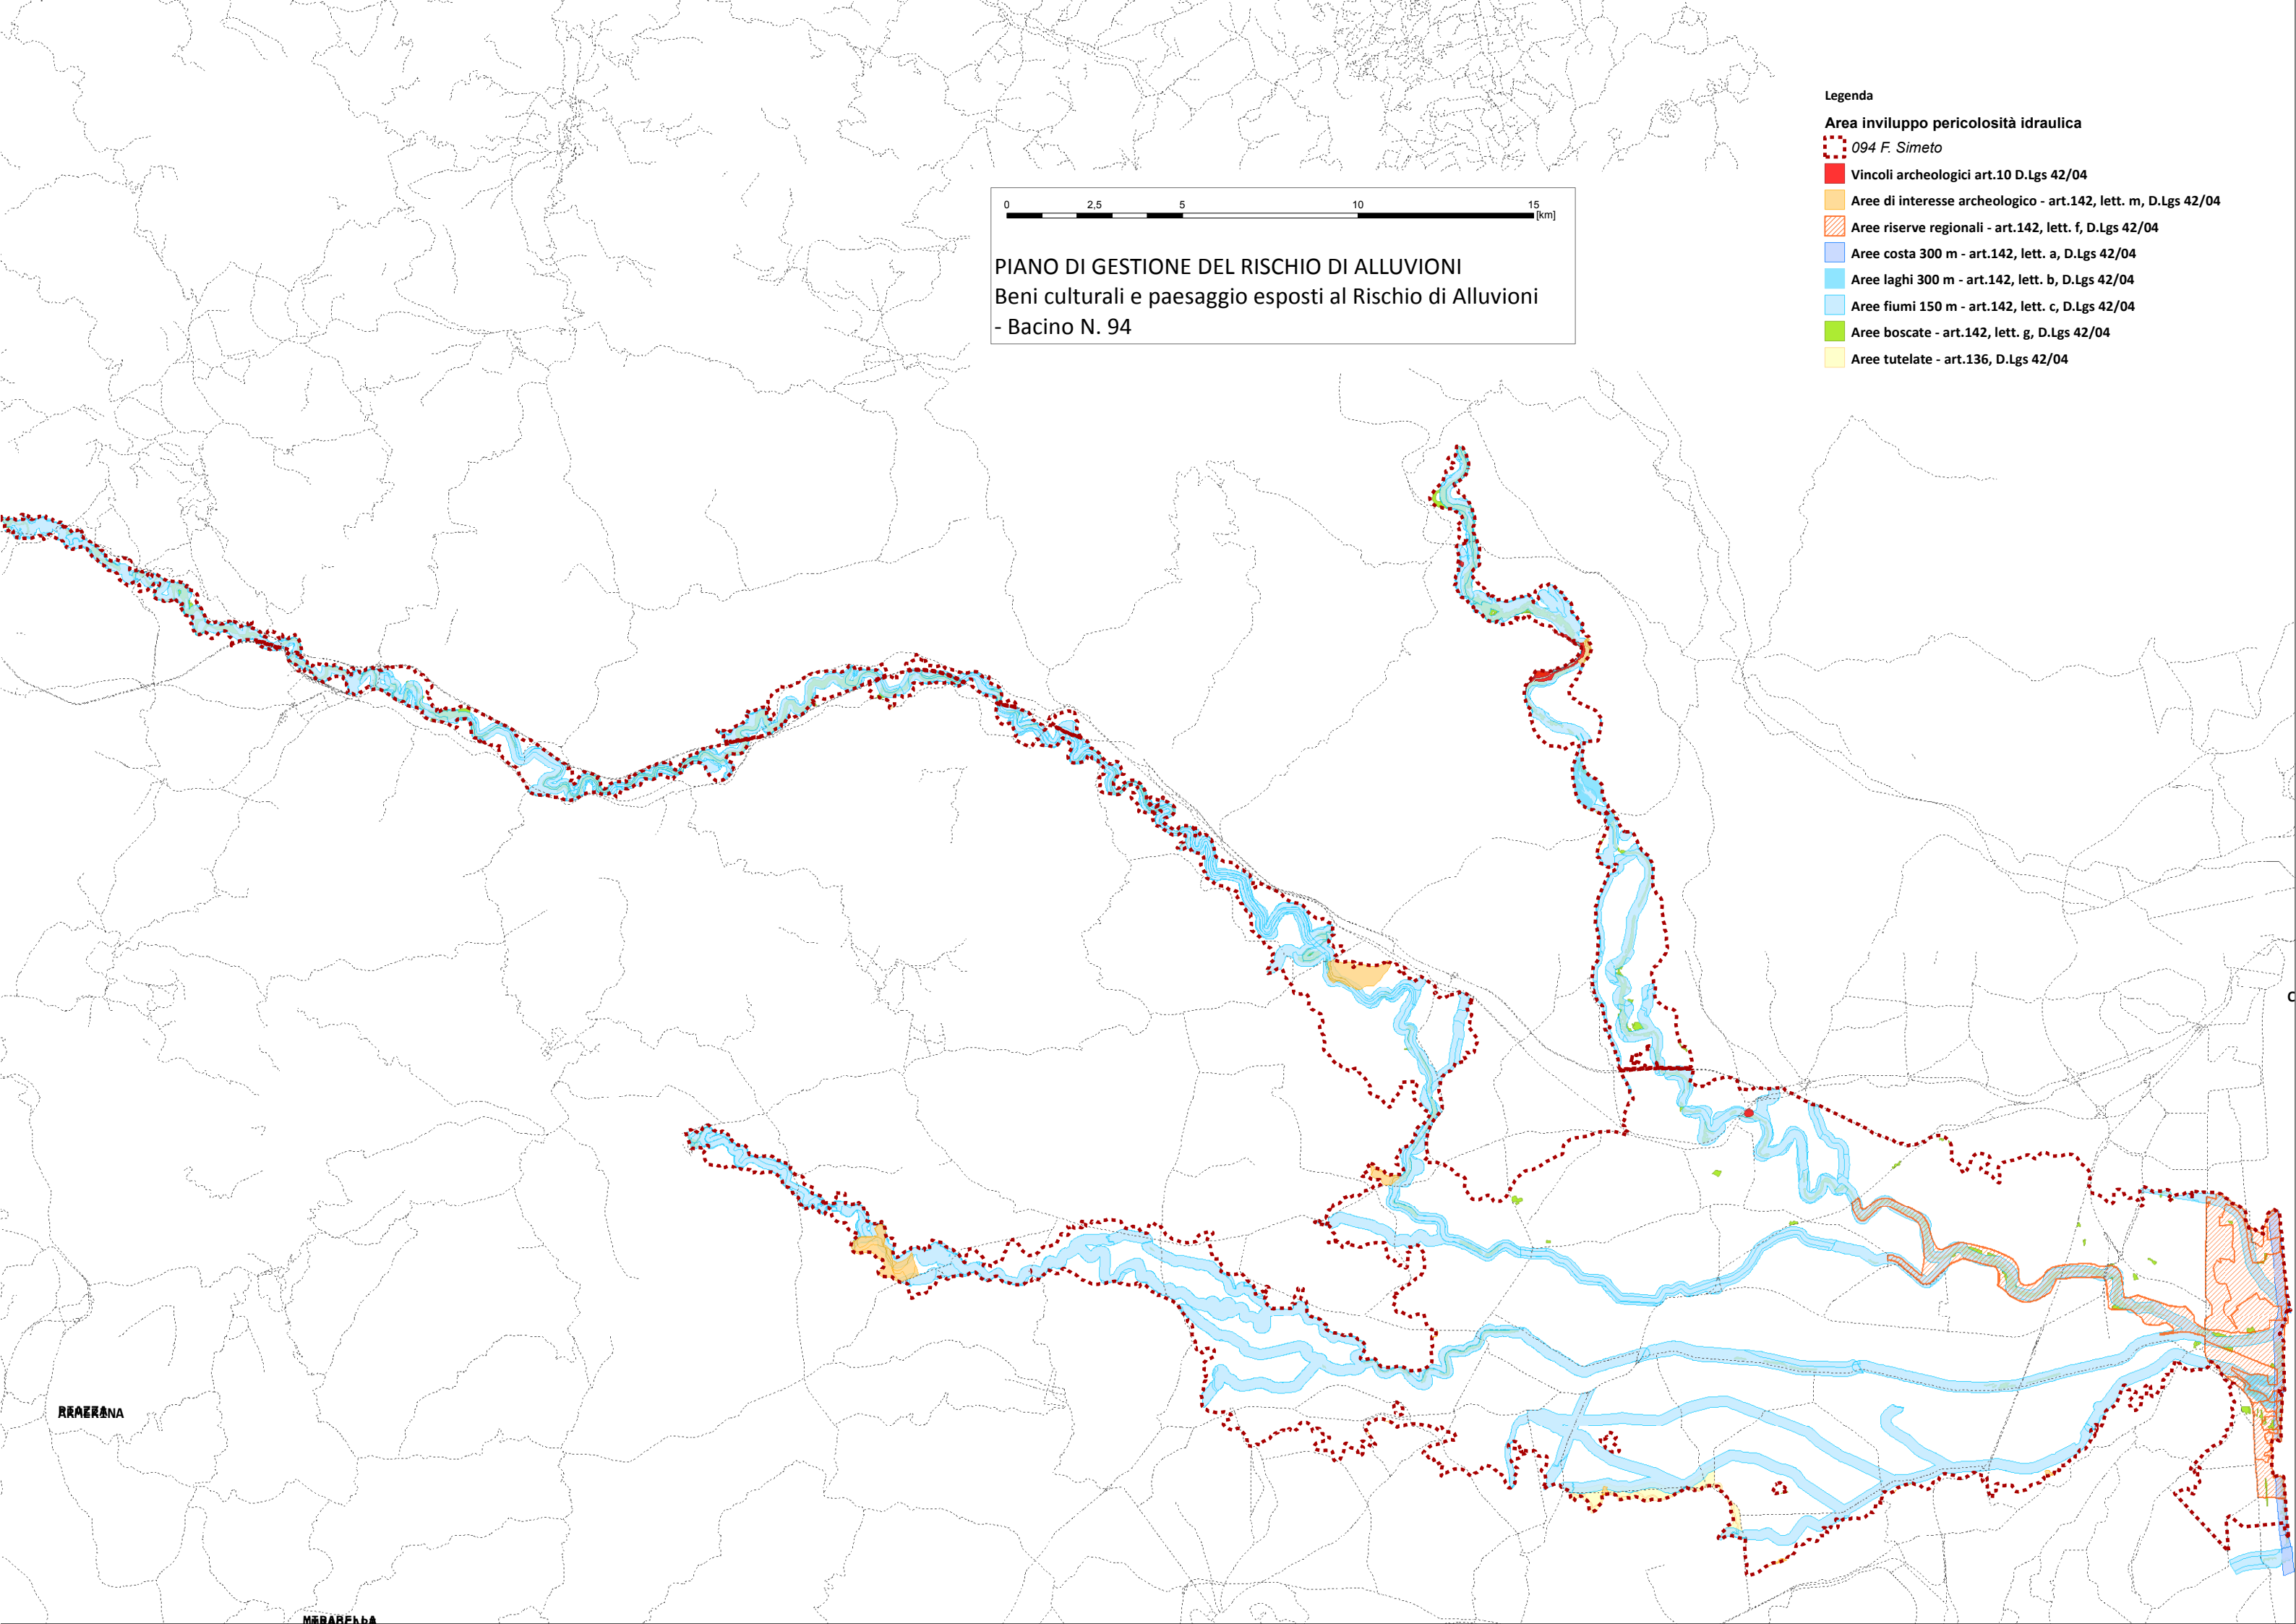 Legenda
Area inviluppo pericolosità idraulica
094 F. Simeto
Vincoli archeologici art.10 D.Lgs 42/04
Aree di interesse archeologico - art.142, lett. m, D.Lgs 42/04
Aree riserve regionali - art.142, lett. f, D.Lgs 42/04
Aree costa 300 m - art.142, lett. a, D.Lgs 42/04
Aree laghi 300 m - art.142, lett. b, D.Lgs 42/04
Aree fiumi 150 m - art.142, lett. c, D.Lgs 42/04
Aree boscate - art.142, lett. g, D.Lgs 42/04
Aree tutelate - art.136, D.Lgs 42/04
0 2,5 5 10 15
[km]
PIANO DI GESTIONE DEL RISCHIO DI ALLUVIONI
Beni culturali e paesaggio esposti al Rischio di Alluvioni
- Bacino N. 94
C
PIAZZA
ARMERINA
MIRABELLA